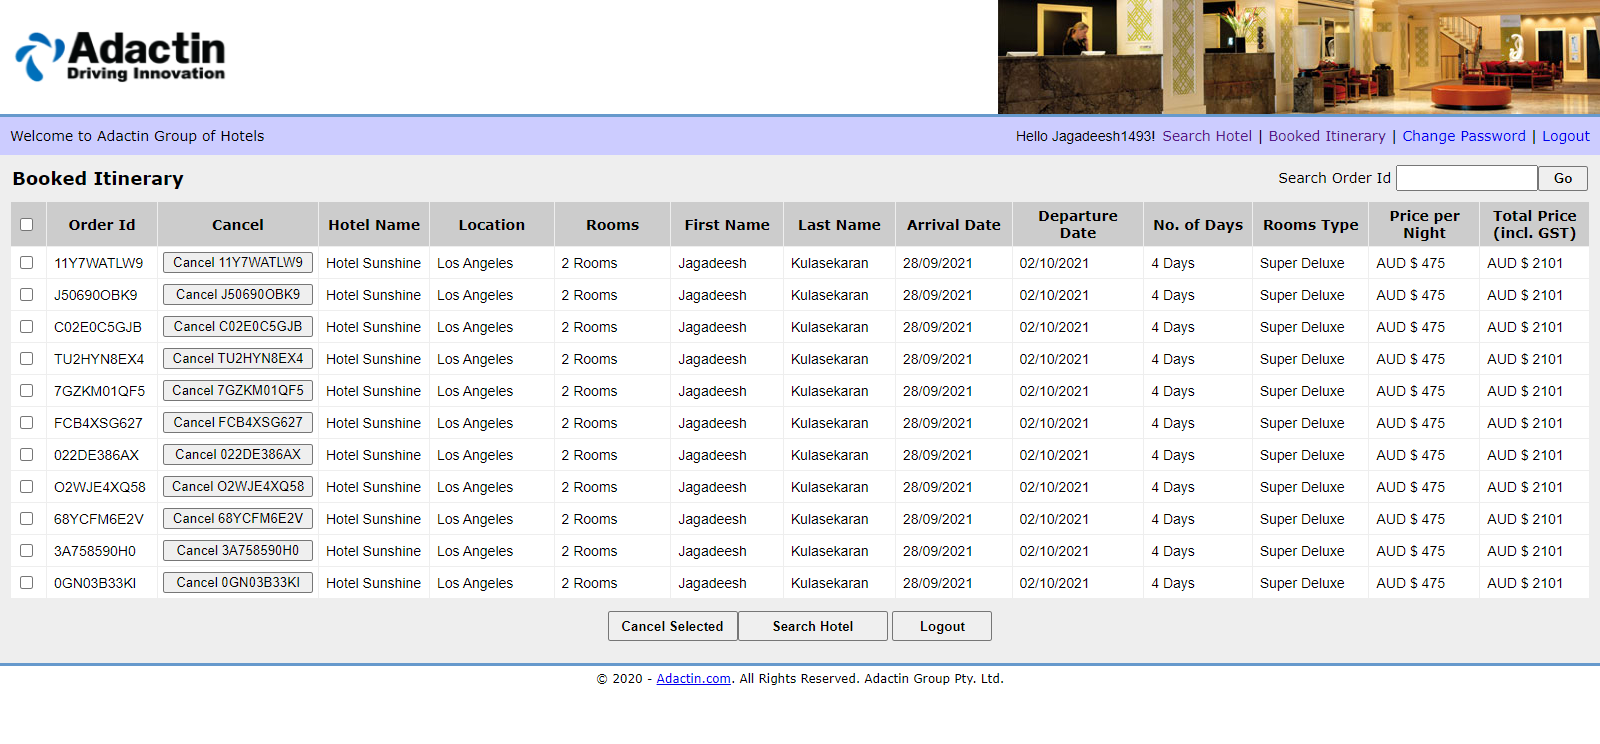 Adactin
Driving Innovation
Welcome to Adactin Group of Hotels
Hello Jagadeesh1493! Search Hotel | Booked Itinerary | Change Password | Logout
Booked Itinerary
Search Order Id Go
Order Id Cancel Hotel Name Location Rooms First Name Last Name Arrival Date Departure Date No. of Days Rooms Type Price per Night Total Price (incl. GST)
11Y7WATLW9 Cancel 11Y7WATLW9 Hotel Sunshine Los Angeles 2 Rooms Jagadeesh Kulasekaran 28/09/2021 02/10/2021 4 Days Super Deluxe AUD $ 475 AUD $ 2101
J50690OBK9 Cancel J50690OBK9 Hotel Sunshine Los Angeles 2 Rooms Jagadeesh Kulasekaran 28/09/2021 02/10/2021 4 Days Super Deluxe AUD $ 475 AUD $ 2101
C02E0C5GJB Cancel C02E0C5GJB Hotel Sunshine Los Angeles 2 Rooms Jagadeesh Kulasekaran 28/09/2021 02/10/2021 4 Days Super Deluxe AUD $ 475 AUD $ 2101
TU2HYN8EX4 Cancel TU2HYN8EX4 Hotel Sunshine Los Angeles 2 Rooms Jagadeesh Kulasekaran 28/09/2021 02/10/2021 4 Days Super Deluxe AUD $ 475 AUD $ 2101
7GZKM01QF5 Cancel 7GZKM01QF5 Hotel Sunshine Los Angeles 2 Rooms Jagadeesh Kulasekaran 28/09/2021 02/10/2021 4 Days Super Deluxe AUD $ 475 AUD $ 2101
FCB4XSG627 Cancel FCB4XSG627 Hotel Sunshine Los Angeles 2 Rooms Jagadeesh Kulasekaran 28/09/2021 02/10/2021 4 Days Super Deluxe AUD $ 475 AUD $ 2101
022DE386AX Cancel 022DE386AX Hotel Sunshine Los Angeles 2 Rooms Jagadeesh Kulasekaran 28/09/2021 02/10/2021 4 Days Super Deluxe AUD $ 475 AUD $ 2101
O2WJE4XQ58 Cancel O2WJE4XQ58 Hotel Sunshine Los Angeles 2 Rooms Jagadeesh Kulasekaran 28/09/2021 02/10/2021 4 Days Super Deluxe AUD $ 475 AUD $ 2101
68YCFM6E2V Cancel 68YCFM6E2V Hotel Sunshine Los Angeles 2 Rooms Jagadeesh Kulasekaran 28/09/2021 02/10/2021 4 Days Super Deluxe AUD $ 475 AUD $ 2101
3A758590H0 Cancel 3A758590H0 Hotel Sunshine Los Angeles 2 Rooms Jagadeesh Kulasekaran 28/09/2021 02/10/2021 4 Days Super Deluxe AUD $ 475 AUD $ 2101
0GN03B33KI Cancel 0GN03B33KI Hotel Sunshine Los Angeles 2 Rooms Jagadeesh Kulasekaran 28/09/2021 02/10/2021 4 Days Super Deluxe AUD $ 475 AUD $ 2101
Cancel Selected Search Hotel Logout
© 2020 - Adactin.com. All Rights Reserved. Adactin Group Pty. Ltd.